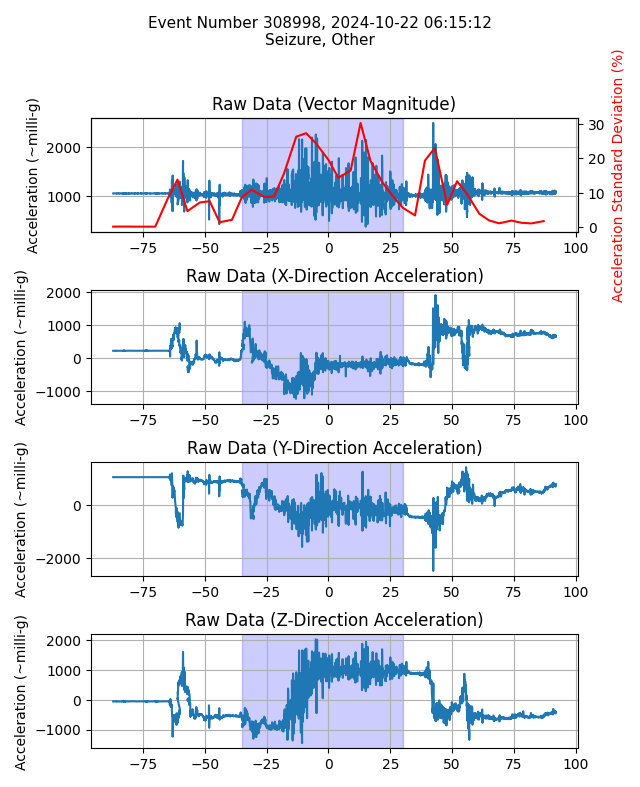 Event Number 308998, 2024-10-22 06:15:12
Seizure, Other
Raw Data (Vector Magnitude)
Acceleration (~milli-g)
2000
1000
30
20
10
0
Acceleration Standard Deviation (%)
−75 −50 −25 0 25 50 75 100
Raw Data (X-Direction Acceleration)
Acceleration (~milli-g)
2000
1000
0
−1000
−75 −50 −25 0 25 50 75 100
Raw Data (Y-Direction Acceleration)
Acceleration (~milli-g)
0
−2000
−75 −50 −25 0 25 50 75 100
Raw Data (Z-Direction Acceleration)
Acceleration (~milli-g)
2000
1000
0
−1000
−75 −50 −25 0 25 50 75 100